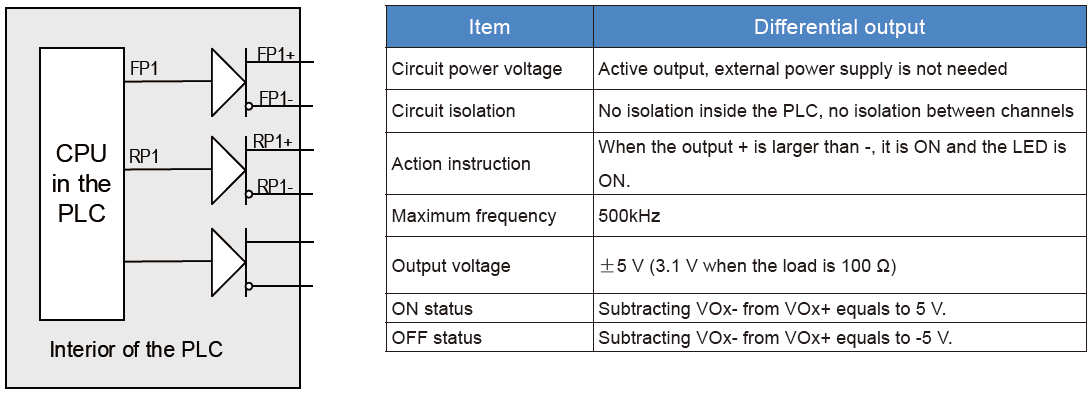 FP1
FP1+
FP1-
RP1
RP1+
RP1-
CPU
in the
PLC
Interior of the PLC
Item Differential output
Circuit power voltage Active output, external power supply is not needed
Circuit isolation No isolation inside the PLC, no isolation between channels
Action instruction When the output + is larger than -, it is ON and the LED is
ON.
Maximum frequency 500kHz
Output voltage ±5 V (3.1 V when the load is 100 Ω)
ON status Subtracting VOx- from VOx+ equals to 5 V.
OFF status Subtracting VOx- from VOx+ equals to -5 V.